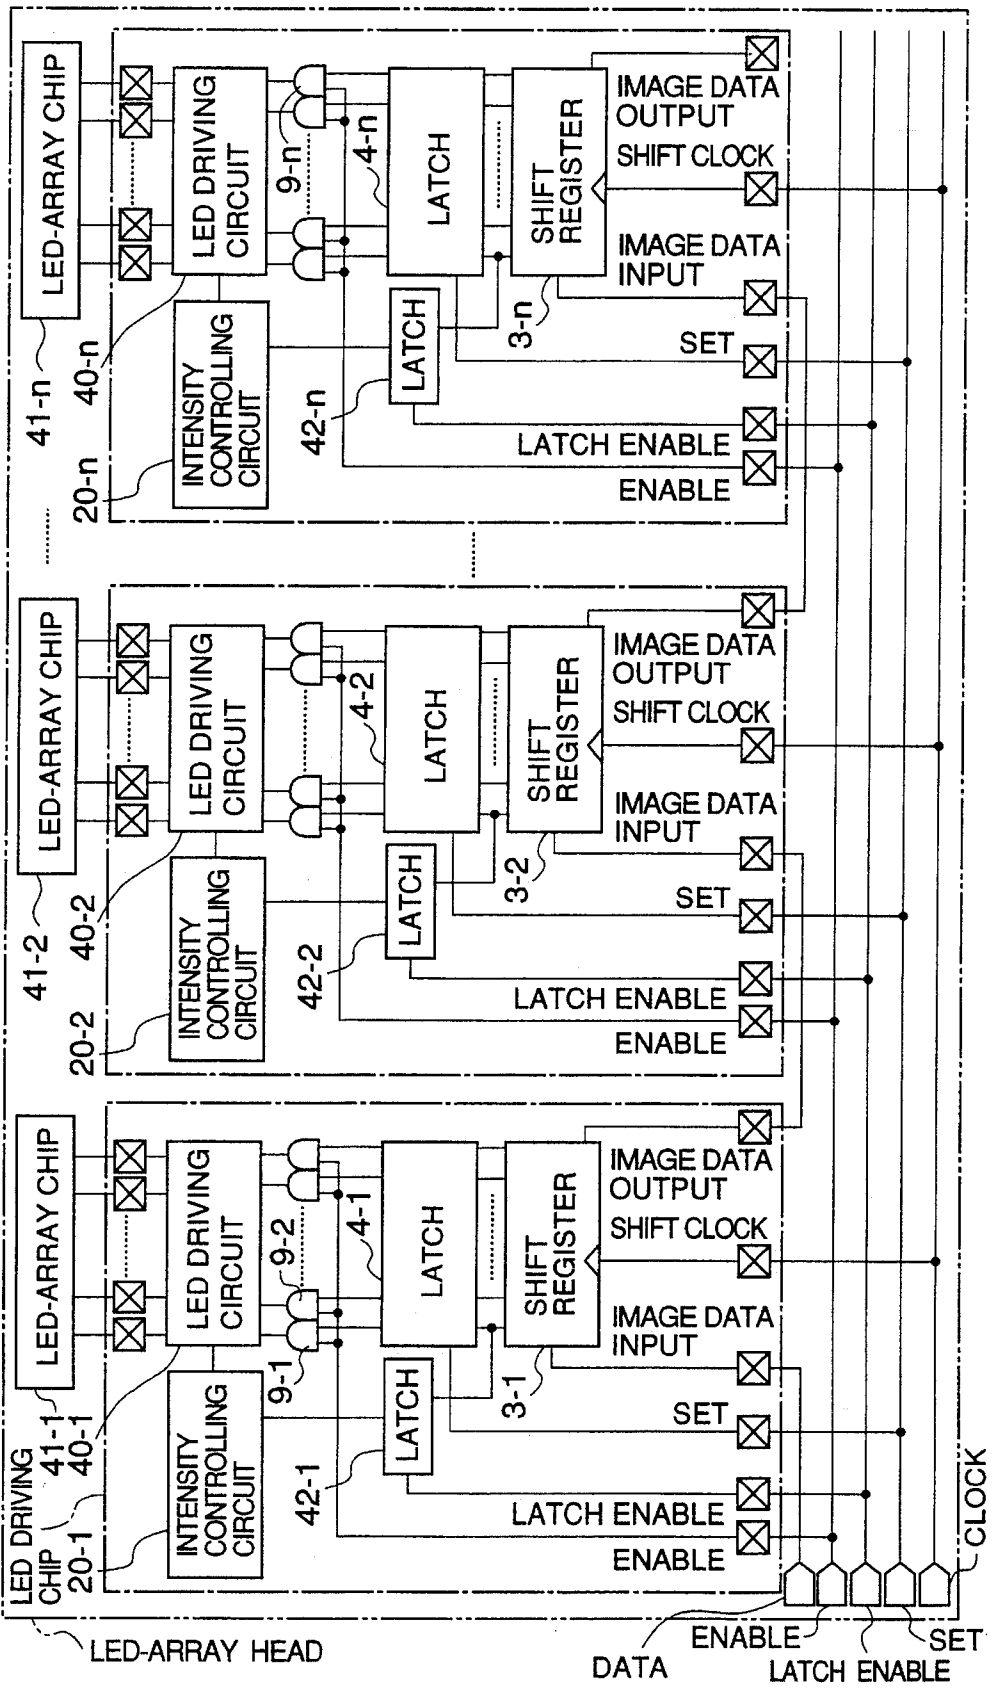 LED-ARRAY CHIP
41-n
LED DRIVING
CIRCUIT
40-n
INTENSITY
CONTROLLING
CIRCUIT
20-n
9-n
4-n
LATCH
LATCH
42-n
SHIFT
REGISTER
3-n
IMAGE DATA
OUTPUT
SHIFT CLOCK
IMAGE DATA
INPUT
SET
LATCH ENABLE
ENABLE
LED-ARRAY CHIP
41-2
LED DRIVING
CIRCUIT
40-2
INTENSITY
CONTROLLING
CIRCUIT
20-2
4-2
LATCH
LATCH
42-2
SHIFT
REGISTER
3-2
IMAGE DATA
OUTPUT
SHIFT CLOCK
IMAGE DATA
INPUT
SET
LATCH ENABLE
ENABLE
LED-ARRAY CHIP
41-1
LED DRIVING
CIRCUIT
40-1
INTENSITY
CONTROLLING
CIRCUIT
20-1
LED DRIVING
CHIP
9-2
9-1
4-1
LATCH
LATCH
42-1
SHIFT
REGISTER
3-1
IMAGE DATA
OUTPUT
SHIFT CLOCK
IMAGE DATA
INPUT
SET
LATCH ENABLE
ENABLE
LED-ARRAY HEAD
DATA
ENABLE
LATCH ENABLE
SET
CLOCK